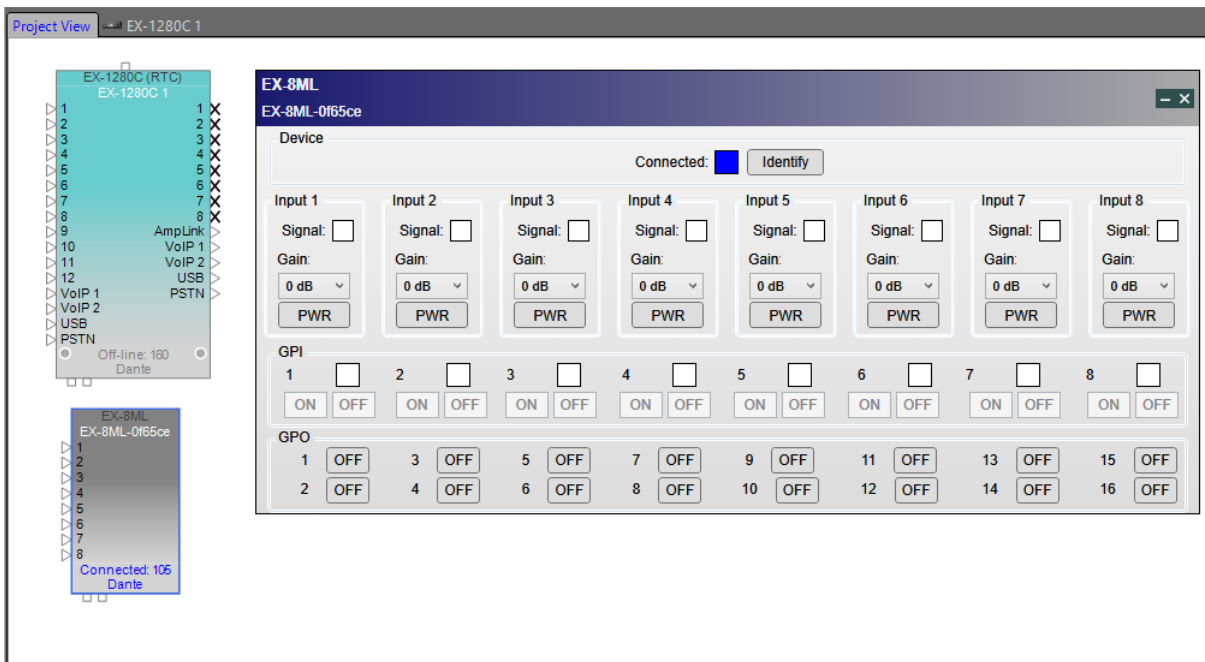 Project View EX-1280C 1
EX-1280C (RTC)
EX-1280C 1
1 1 X
2 2 X
3 3 X
4 4 X
5 5 X
6 6 X
7 7 X
8 8 X
9 AmpLink
10 VoIP 1
11 VoIP 2
12 USB
VoIP 1 PSTN
VoIP 2
USB
PSTN
Off-line: 160
Dante
EX-8ML
EX-8ML-0f65ce
1
2
3
4
5
6
7
8
Connected: 105
Dante
EX-8ML
EX-8ML-0f65ce
Device
Connected: Identify
Input 1 Input 2 Input 3 Input 4 Input 5 Input 6 Input 7 Input 8
Signal: Signal: Signal: Signal: Signal: Signal: Signal: Signal:
Gain: Gain: Gain: Gain: Gain: Gain: Gain: Gain:
0 dB 0 dB 0 dB 0 dB 0 dB 0 dB 0 dB 0 dB
PWR PWR PWR PWR PWR PWR PWR PWR
GPI
1 2 3 4 5 6 7 8
ON OFF ON OFF ON OFF ON OFF ON OFF ON OFF ON OFF ON OFF
GPO
1 OFF 3 OFF 5 OFF 7 OFF 9 OFF 11 OFF 13 OFF 15 OFF
2 OFF 4 OFF 6 OFF 8 OFF 10 OFF 12 OFF 14 OFF 16 OFF